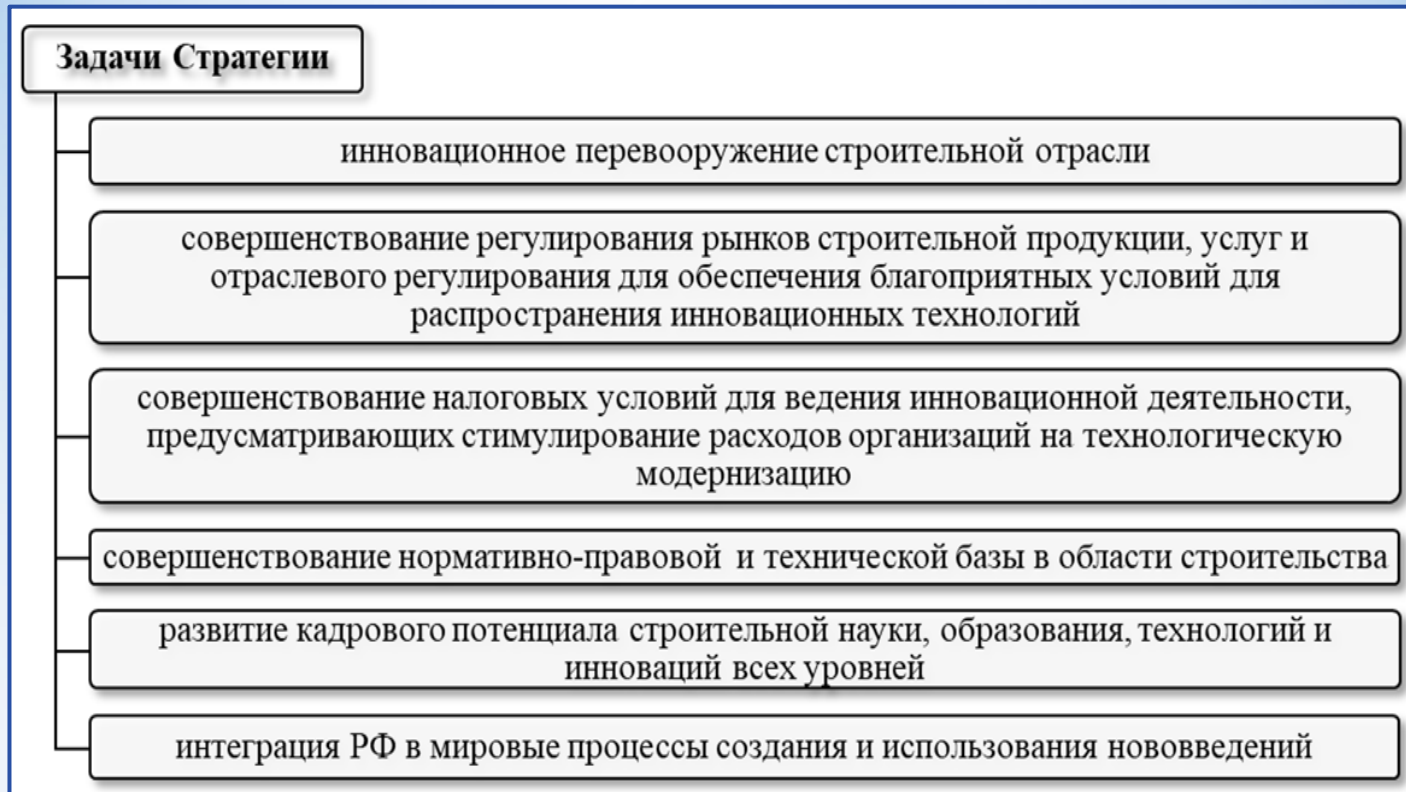 Задачи Стратегии
инновационное перевооружение строительной отрасли
совершенствование регулирования рынков строительной продукции, услуг и
отраслевого регулирования для обеспечения благоприятных условий для
распространения инновационных технологий
совершенствование налоговых условий для ведения инновационной деятельности,
предусматривающих стимулирование расходов организаций на технологическую
модернизацию
совершенствование нормативно-правовой и технической базы в области строительства
развитие кадрового потенциала строительной науки, образования, технологий и
инноваций всех уровней
интеграция РФ в мировые процессы создания и использования нововведений